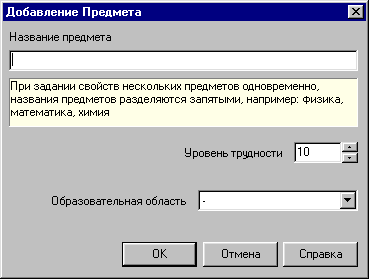 Добавление Предмета
Название предмета
При задании свойств нескольких предметов одновременно,
названия предметов разделяются запятыми, например: Физика,
математика, химия
Уровень трудности 10
Образовательная область -
OK Отмена Справка